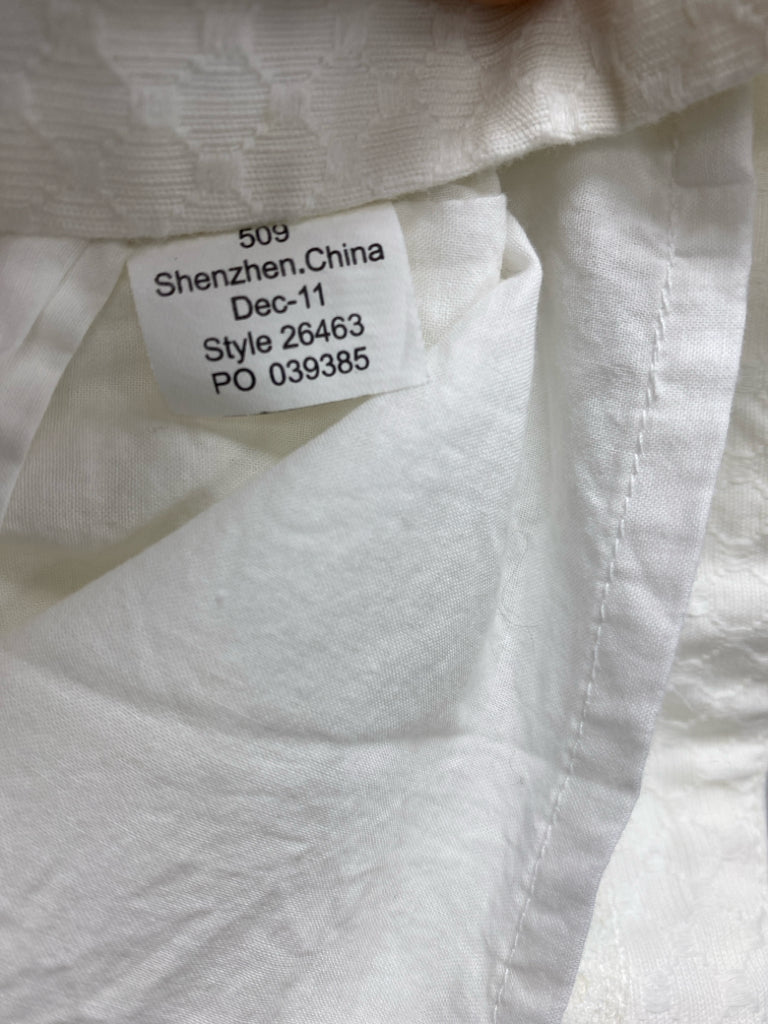 509
Shenzhen.China
Dec-11
Style 26463
PO 039385